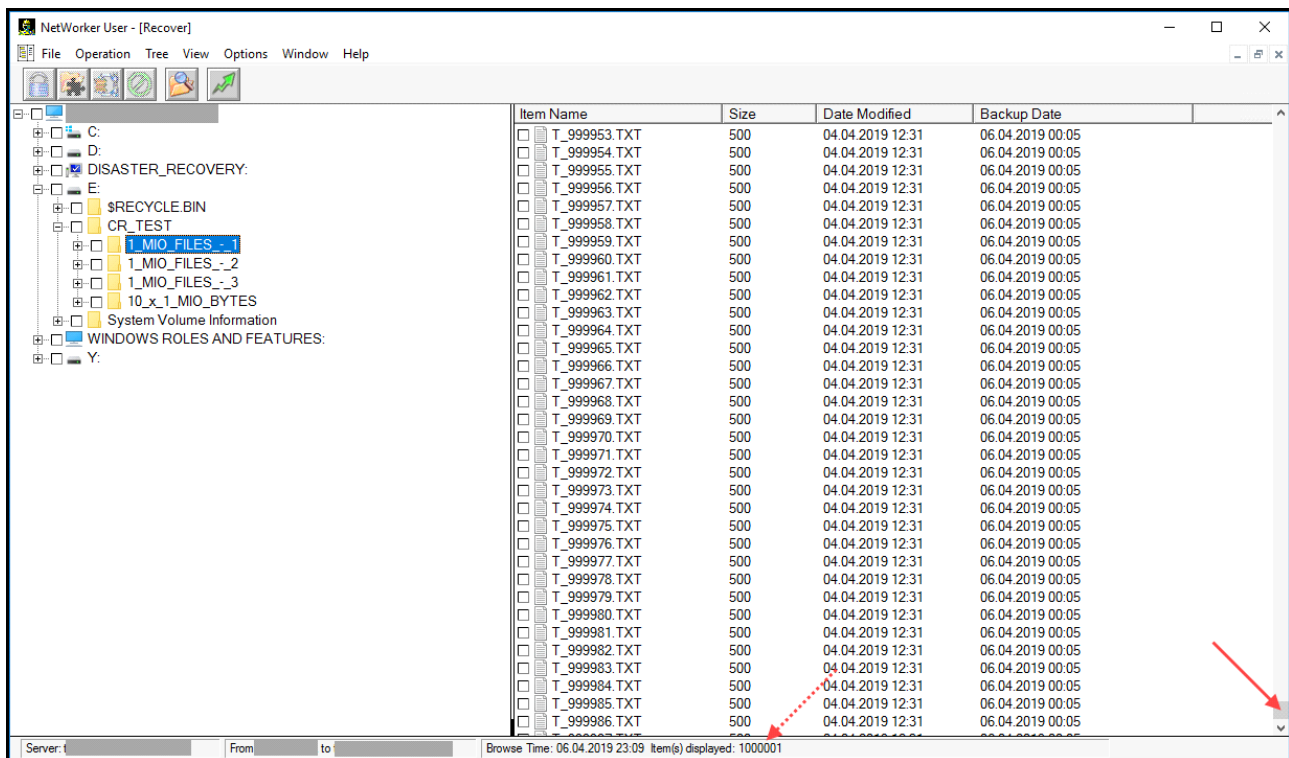 NetWorker User - [Recover]
File Operation Tree View Options Window Help
Item Name Size Date Modified Backup Date
C:
D:
DISASTER_RECOVERY:
E:
$RECYCLE.BIN
CR_TEST
1_MIO_FILES_-_1
1_MIO_FILES_-_2
1_MIO_FILES_-_3
10_x_1_MIO_BYTES
System Volume Information
WINDOWS ROLES AND FEATURES:
Y:
T_999953.TXT 500 04.04.2019 12:31 06.04.2019 00:05
T_999954.TXT 500 04.04.2019 12:31 06.04.2019 00:05
T_999955.TXT 500 04.04.2019 12:31 06.04.2019 00:05
T_999956.TXT 500 04.04.2019 12:31 06.04.2019 00:05
T_999957.TXT 500 04.04.2019 12:31 06.04.2019 00:05
T_999958.TXT 500 04.04.2019 12:31 06.04.2019 00:05
T_999959.TXT 500 04.04.2019 12:31 06.04.2019 00:05
T_999960.TXT 500 04.04.2019 12:31 06.04.2019 00:05
T_999961.TXT 500 04.04.2019 12:31 06.04.2019 00:05
T_999962.TXT 500 04.04.2019 12:31 06.04.2019 00:05
T_999963.TXT 500 04.04.2019 12:31 06.04.2019 00:05
T_999964.TXT 500 04.04.2019 12:31 06.04.2019 00:05
T_999965.TXT 500 04.04.2019 12:31 06.04.2019 00:05
T_999966.TXT 500 04.04.2019 12:31 06.04.2019 00:05
T_999967.TXT 500 04.04.2019 12:31 06.04.2019 00:05
T_999968.TXT 500 04.04.2019 12:31 06.04.2019 00:05
T_999969.TXT 500 04.04.2019 12:31 06.04.2019 00:05
T_999970.TXT 500 04.04.2019 12:31 06.04.2019 00:05
T_999971.TXT 500 04.04.2019 12:31 06.04.2019 00:05
T_999972.TXT 500 04.04.2019 12:31 06.04.2019 00:05
T_999973.TXT 500 04.04.2019 12:31 06.04.2019 00:05
T_999974.TXT 500 04.04.2019 12:31 06.04.2019 00:05
T_999975.TXT 500 04.04.2019 12:31 06.04.2019 00:05
T_999976.TXT 500 04.04.2019 12:31 06.04.2019 00:05
T_999977.TXT 500 04.04.2019 12:31 06.04.2019 00:05
T_999978.TXT 500 04.04.2019 12:31 06.04.2019 00:05
T_999979.TXT 500 04.04.2019 12:31 06.04.2019 00:05
T_999980.TXT 500 04.04.2019 12:31 06.04.2019 00:05
T_999981.TXT 500 04.04.2019 12:31 06.04.2019 00:05
T_999982.TXT 500 04.04.2019 12:31 06.04.2019 00:05
T_999983.TXT 500 04.04.2019 12:31 06.04.2019 00:05
T_999984.TXT 500 04.04.2019 12:31 06.04.2019 00:05
T_999985.TXT 500 04.04.2019 12:31 06.04.2019 00:05
T_999986.TXT 500 04.04.2019 12:31 06.04.2019 00:05
Server: From to Browse Time: 06.04.2019 23:09 Item(s) displayed: 1000001